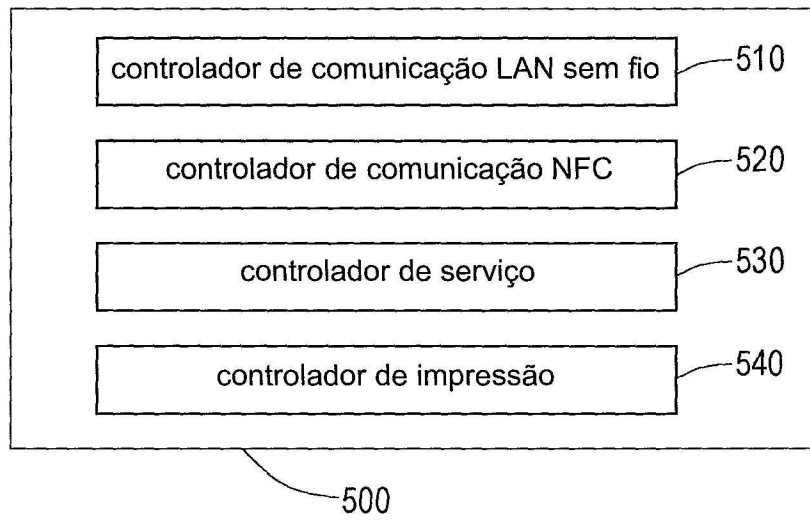 controlador de comunicação LAN sem fio 510
controlador de comunicação NFC 520
controlador de serviço 530
controlador de impressão 540
500